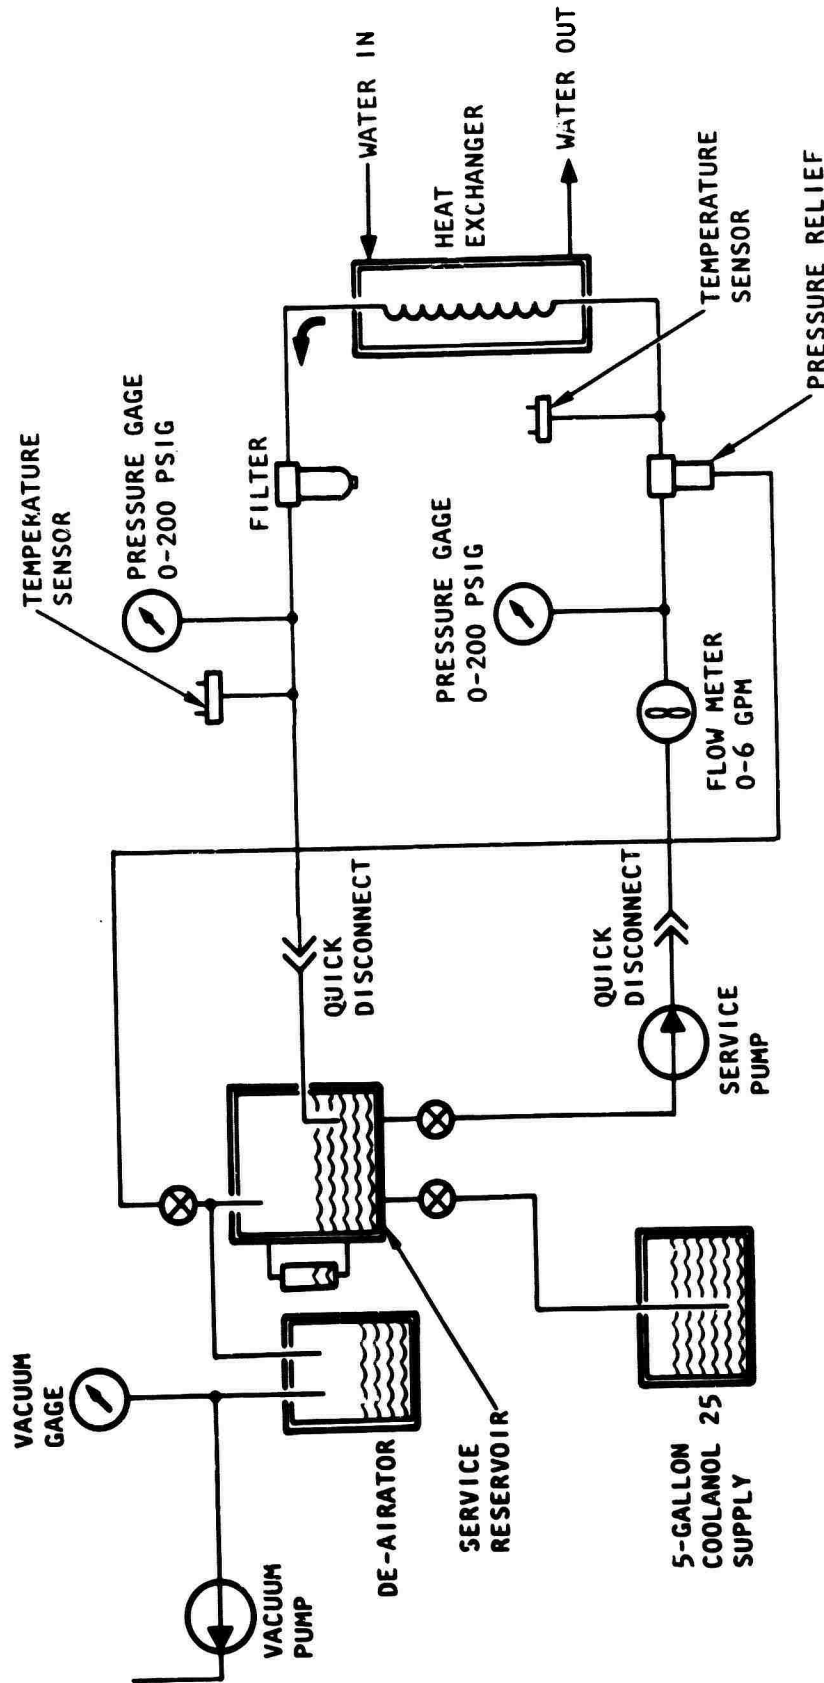 VACUUM
GAGE
TEMPERATURE
SENSOR
PRESSURE GAGE
0-200 PSIG
VACUUM
PUMP
FILTER
WATER IN
DE-AIRATOR
QUICK
DISCONNECT
HEAT
EXCHANGER
SERVICE
RESERVOIR
PRESSURE GAGE
0-200 PSIG
WATER OUT
QUICK
DISCONNECT
TEMPERATURE
SENSOR
5-GALLON
COOLANOL 25
SUPPLY
SERVICE
PUMP
FLOW METER
0-6 GPM
PRESSURE RELIEF